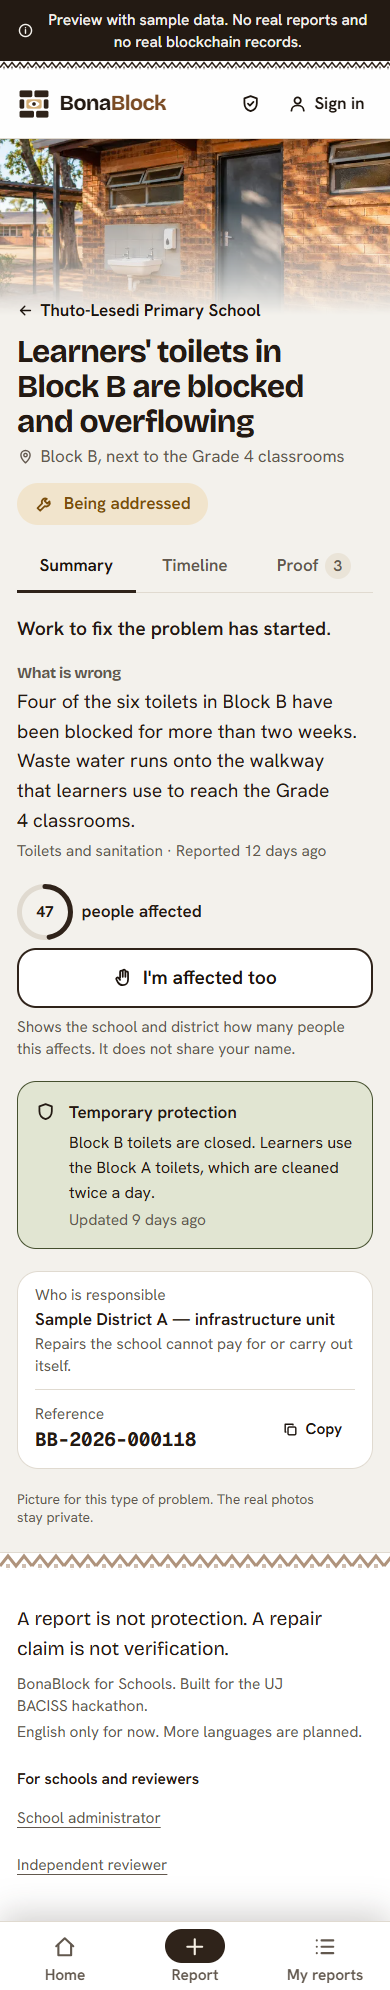 Preview with sample data. No real reports and
no real blockchain records.
BonaBlock
Sign in
Thuto-Lesedi Primary School
Learners' toilets in
Block B are blocked
and overflowing
Block B, next to the Grade 4 classrooms
Being addressed
Summary
Timeline
Proof 3
Work to fix the problem has started.
What is wrong
Four of the six toilets in Block B have
been blocked for more than two weeks.
Waste water runs onto the walkway
that learners use to reach the Grade
4 classrooms.
Toilets and sanitation · Reported 12 days ago
47 people affected
I'm affected too
Shows the school and district how many people
this affects. It does not share your name.
Temporary protection
Block B toilets are closed. Learners use
the Block A toilets, which are cleaned
twice a day.
Updated 9 days ago
Who is responsible
Sample District A — infrastructure unit
Repairs the school cannot pay for or carry out
itself.
Reference
BB-2026-000118
Copy
Picture for this type of problem. The real photos
stay private.
A report is not protection. A repair
claim is not verification.
BonaBlock for Schools. Built for the UJ
BACISS hackathon.
English only for now. More languages are planned.
For schools and reviewers
School administrator
Independent reviewer
Home
Report
My reports